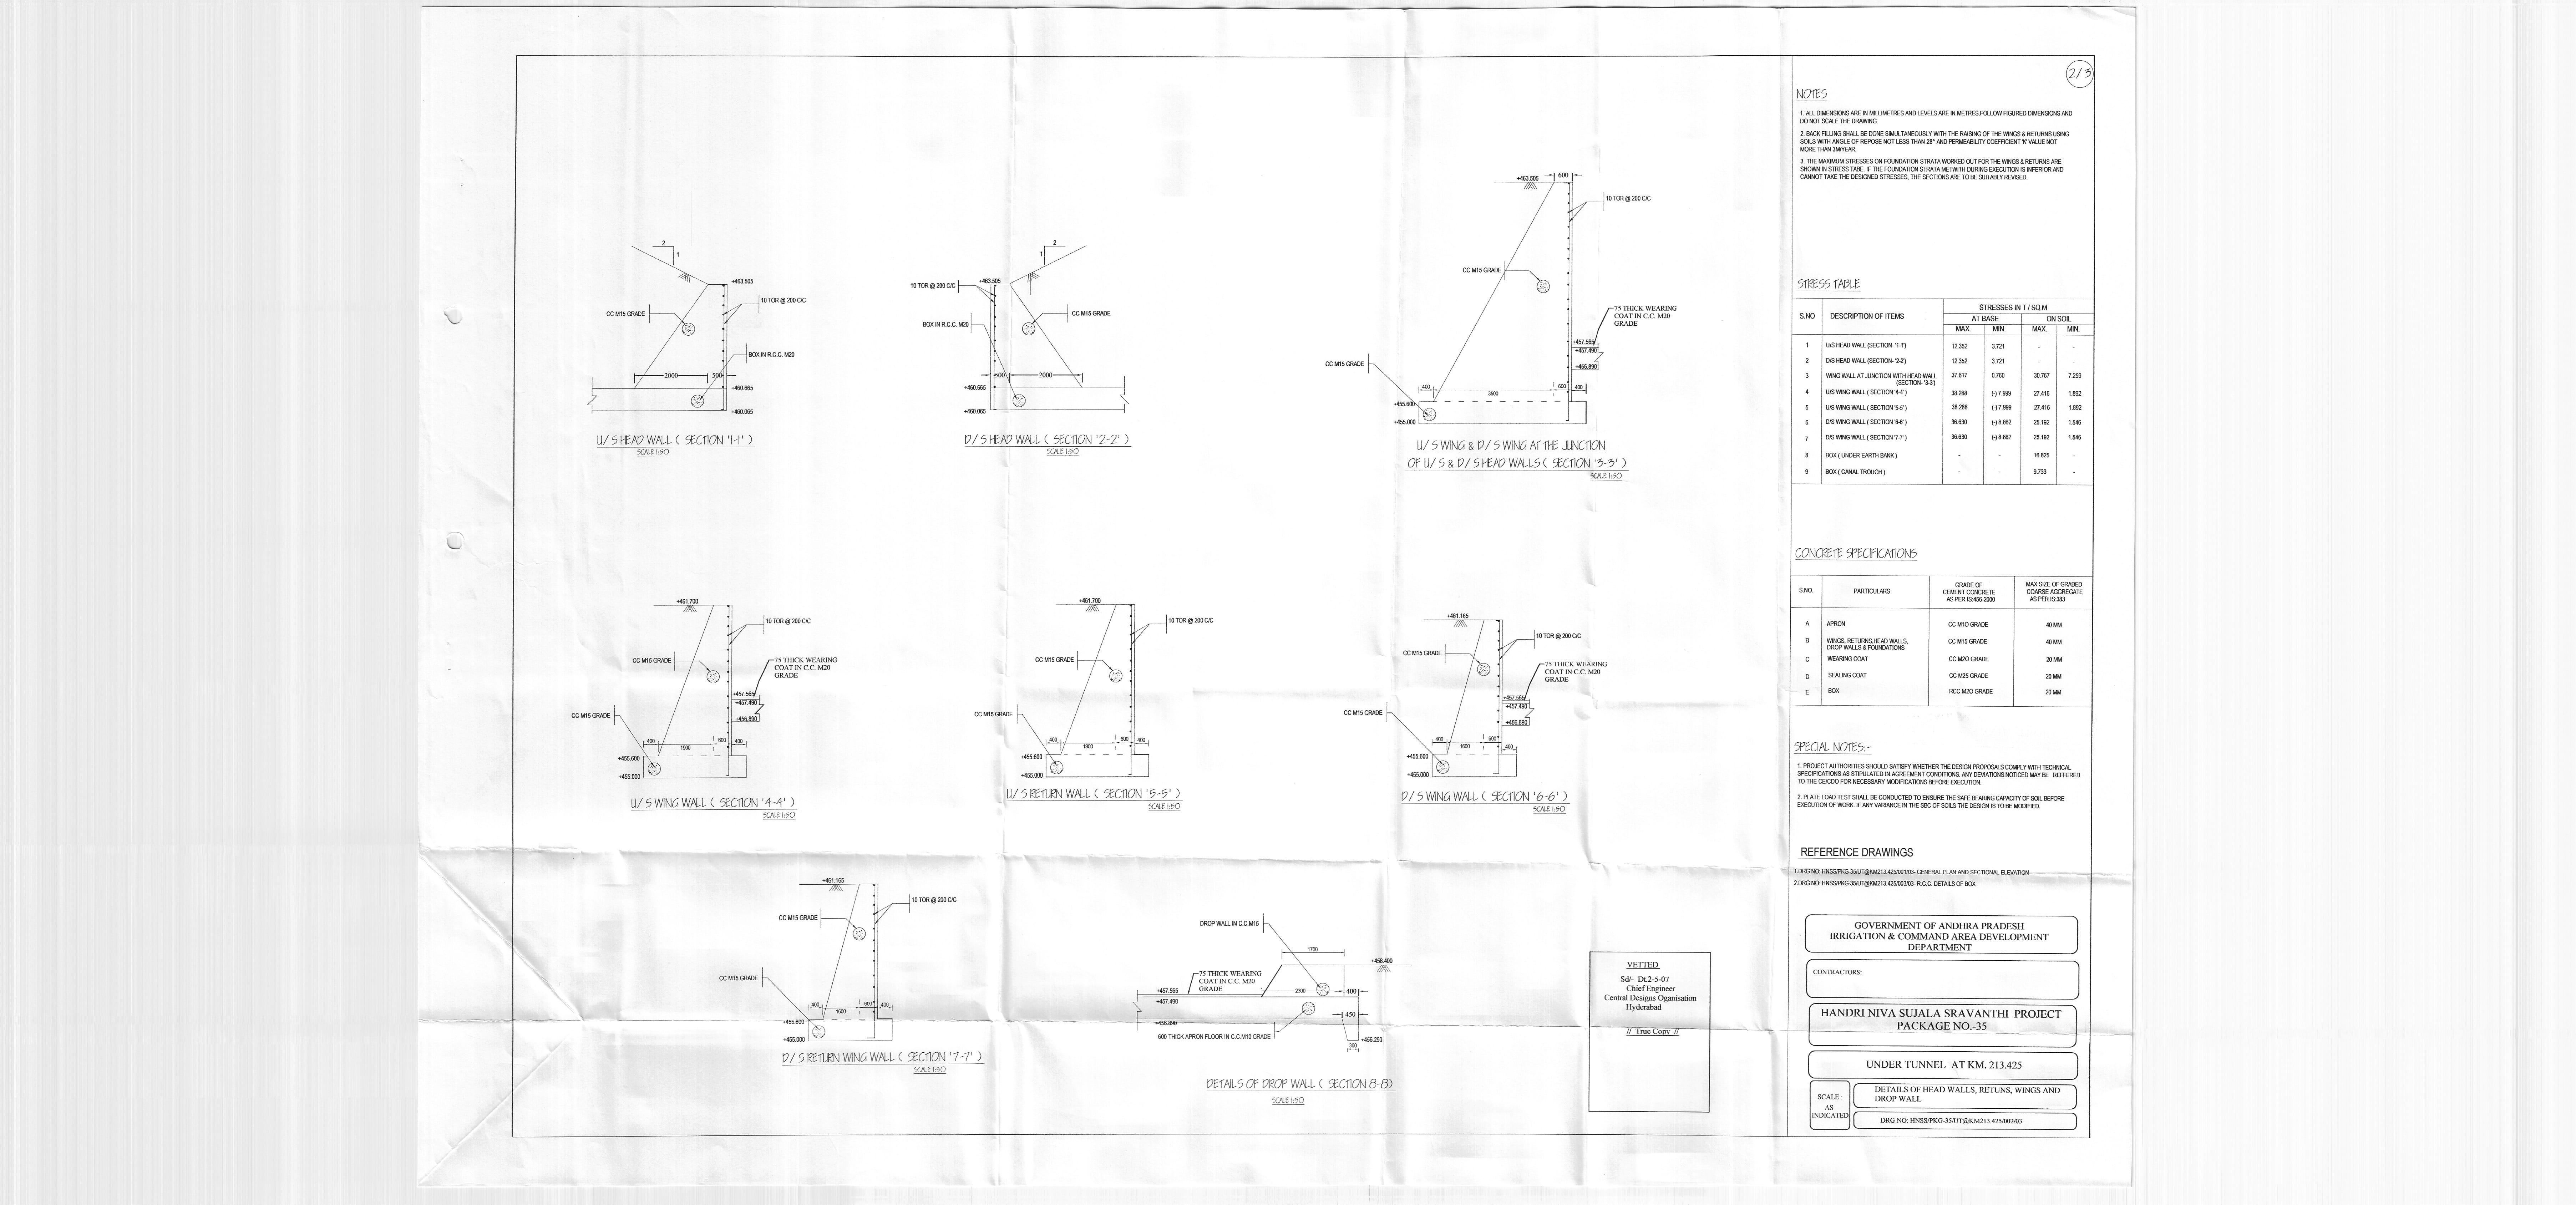 2/3
NOTES
1. ALL DIMENSIONS ARE IN MILLIMETRES AND LEVELS ARE IN METRES.FOLLOW FIGURED DIMENSIONS AND
DO NOT SCALE THE DRAWING.
2. BACK FILLING SHALL BE DONE SIMULTANEOUSLY WITH THE RAISING OF THE WINGS & RETURNS USING
SOILS WITH ANGLE OF REPOSE NOT LESS THAN 28° AND PERMEABILITY COEFFICIENT 'K' VALUE NOT
MORE THAN 3M/YEAR.
3. THE MAXIMUM STRESSES ON FOUNDATION STRATA WORKED OUT FOR THE WINGS & RETURNS ARE
SHOWN IN STRESS TABE. IF THE FOUNDATION STRATA METWITH DURING EXECUTION IS INFERIOR AND
CANNOT TAKE THE DESIGNED STRESSES, THE SECTIONS ARE TO BE SUITABLY REVISED.
2
1
+463.505
CC M15 GRADE
10 TOR @ 200 C/C
BOX IN R.C.C. M20
2000
500
+460.665
+460.065
U/S HEAD WALL ( SECTION '1-1' )
SCALE 1:50
2
1
+463.505
10 TOR @ 200 C/C
CC M15 GRADE
BOX IN R.C.C. M20
2000
+460.665
+460.065
D/S HEAD WALL ( SECTION '2-2' )
SCALE 1:50
+463.505
600
10 TOR @ 200 C/C
CC M15 GRADE
75 THICK WEARING
COAT IN C.C. M20
GRADE
+457.565
+457.490
+456.890
CC M15 GRADE
400
3500
600
400
+455.600
+455.000
U/S WING & D/S WING AT THE JUNCTION
OF U/S & D/S HEAD WALLS ( SECTION '3-3' )
SCALE 1:50
STRESS TABLE
S.NO DESCRIPTION OF ITEMS STRESSES IN T / SQ.M
AT BASE ON SOIL
MAX. MIN. MAX. MIN.
1 U/S HEAD WALL (SECTION- '1-1') 12.352 3.721 - -
2 D/S HEAD WALL (SECTION- '2-2') 12.352 3.721 - -
3 WING WALL AT JUNCTION WITH HEAD WALL 37.617 0.760 30.767 7.259
(SECTION- '3-3')
4 U/S WING WALL ( SECTION '4-4' ) 38.288 (-) 7.999 27.416 1.892
5 U/S WING WALL ( SECTION '5-5' ) 38.288 (-) 7.999 27.416 1.892
6 D/S WING WALL ( SECTION '6-6' ) 36.630 (-) 8.862 25.192 1.546
7 D/S WING WALL ( SECTION '7-7' ) 36.630 (-) 8.862 25.192 1.546
8 BOX ( UNDER EARTH BANK ) - - 16.825 -
9 BOX ( CANAL TROUGH ) - - 9.733 -
CONCRETE SPECIFICATIONS
S.NO. PARTICULARS GRADE OF
CEMENT CONCRETE
AS PER IS:456-2000 MAX SIZE OF GRADED
COARSE AGGREGATE
AS PER IS:383
A APRON CC M10 GRADE 40 MM
B WINGS, RETURNS,HEAD WALLS,
DROP WALLS & FOUNDATIONS CC M15 GRADE 40 MM
C WEARING COAT CC M20 GRADE 20 MM
D SEALING COAT CC M25 GRADE 20 MM
E BOX RCC M20 GRADE 20 MM
+461.700
10 TOR @ 200 C/C
CC M15 GRADE
75 THICK WEARING
COAT IN C.C. M20
GRADE
+457.565
+457.490
+456.890
CC M15 GRADE
400
1900
600
400
+455.600
+455.000
U/S WING WALL ( SECTION '4-4' )
SCALE 1:50
+461.700
10 TOR @ 200 C/C
CC M15 GRADE
CC M15 GRADE
400
1900
600
400
+455.600
+455.000
U/S RETURN WALL ( SECTION '5-5' )
SCALE 1:50
+461.165
10 TOR @ 200 C/C
CC M15 GRADE
75 THICK WEARING
COAT IN C.C. M20
GRADE
+457.565
+457.490
+456.890
CC M15 GRADE
400
1600
600
400
+455.600
+455.000
D/S WING WALL ( SECTION '6-6' )
SCALE 1:50
SPECIAL NOTES:-
1. PROJECT AUTHORITIES SHOULD SATISFY WHETHER THE DESIGN PROPOSALS COMPLY WITH TECHNICAL
SPECIFICATIONS AS STIPULATED IN AGREEMENT CONDITIONS. ANY DEVIATIONS NOTICED MAY BE REFFERED
TO THE CE/CDO FOR NECESSARY MODIFICATIONS BEFORE EXECUTION.
2. PLATE LOAD TEST SHALL BE CONDUCTED TO ENSURE THE SAFE BEARING CAPACITY OF SOIL BEFORE
EXECUTION OF WORK. IF ANY VARIANCE IN THE SBC OF SOILS THE DESIGN IS TO BE MODIFIED.
REFERENCE DRAWINGS
1.DRG NO: HNSS/PKG-35/UT@KM213.425/001/03- GENERAL PLAN AND SECTIONAL ELEVATION
2.DRG NO: HNSS/PKG-35/UT@KM213.425/003/03- R.C.C. DETAILS OF BOX
+461.165
10 TOR @ 200 C/C
CC M15 GRADE
CC M15 GRADE
400
1600
600
400
+455.600
+455.000
D/S RETURN WING WALL ( SECTION '7-7' )
SCALE 1:50
DROP WALL IN C.C.M15
1700
+458.400
75 THICK WEARING
COAT IN C.C. M20
GRADE
+457.565
+457.490
2300
400
450
+456.890
600 THICK APRON FLOOR IN C.C.M10 GRADE
+456.290
300
DETAILS OF DROP WALL ( SECTION 8-8)
SCALE 1:50
VETTED
Sd/- Dt.2-5-07
Chief Engineer
Central Designs Oganisation
Hyderabad
// True Copy //
GOVERNMENT OF ANDHRA PRADESH
IRRIGATION & COMMAND AREA DEVELOPMENT
DEPARTMENT
CONTRACTORS:
HANDRI NIVA SUJALA SRAVANTHI PROJECT
PACKAGE NO.-35
UNDER TUNNEL AT KM. 213.425
SCALE :
AS
INDICATED
DETAILS OF HEAD WALLS, RETUNS, WINGS AND
DROP WALL
DRG NO: HNSS/PKG-35/UT@KM213.425/002/03